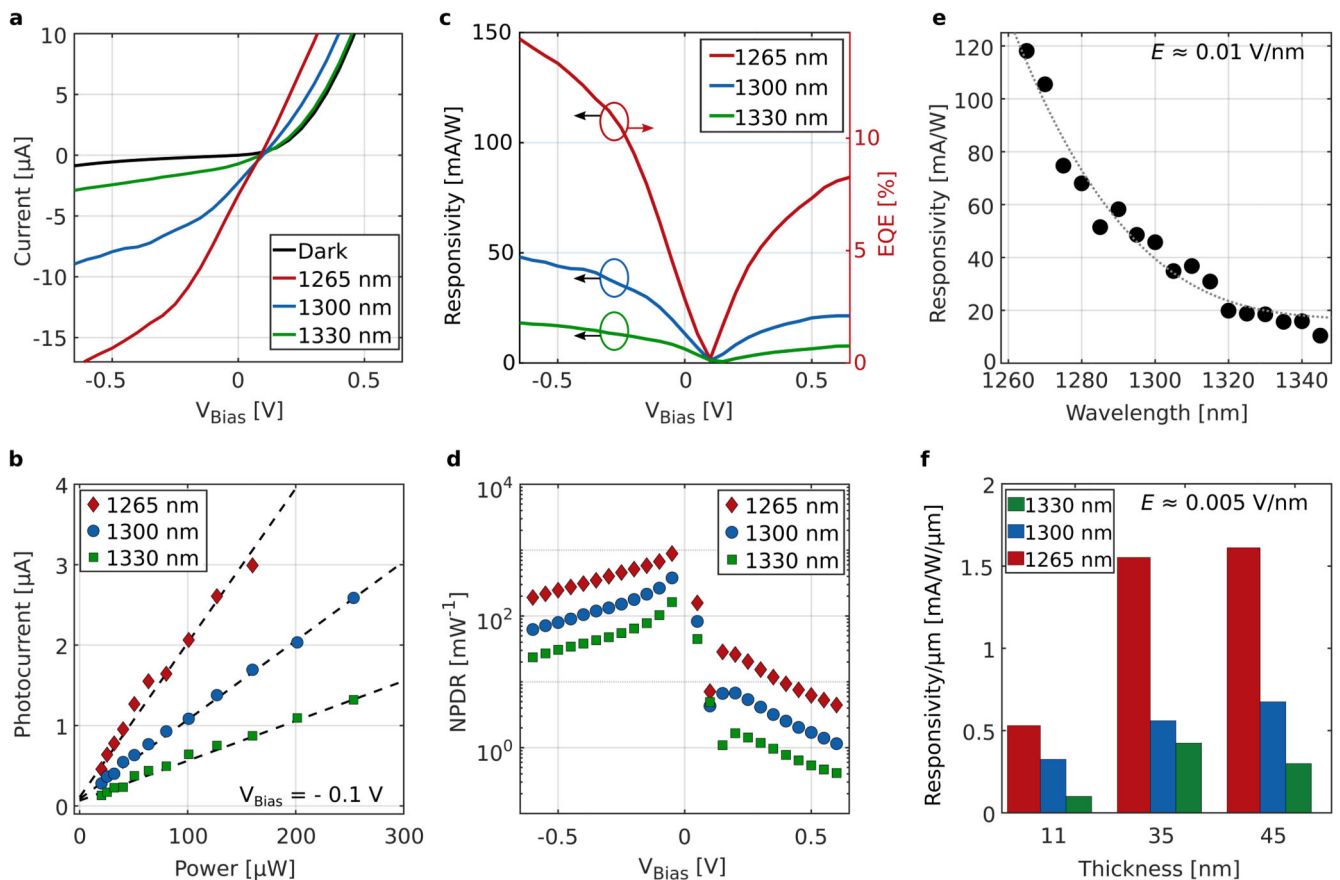 a
10
5
0
-5
-10
-15
Current [µA]
Dark
1265 nm
1300 nm
1330 nm
-0.5
0
0.5
V_Bias [V]
c
150
100
50
0
Responsivity [mA/W]
1265 nm
1300 nm
1330 nm
10
5
0
EQE [%]
-0.5
0
0.5
V_Bias [V]
e
120
100
80
60
40
20
0
Responsivity [mA/W]
E ≈ 0.01 V/nm
1260
1280
1300
1320
1340
Wavelength [nm]
b
4
3
2
1
0
Photocurrent [µA]
1265 nm
1300 nm
1330 nm
V_Bias = - 0.1 V
0
100
200
300
Power [µW]
d
10^4
10^2
10^0
NPDR [mW^-1]
1265 nm
1300 nm
1330 nm
-0.5
0
0.5
V_Bias [V]
f
2
1.5
1
0.5
0
Responsivity/µm [mA/W/µm]
1330 nm
1300 nm
1265 nm
E ≈ 0.005 V/nm
11
35
45
Thickness [nm]